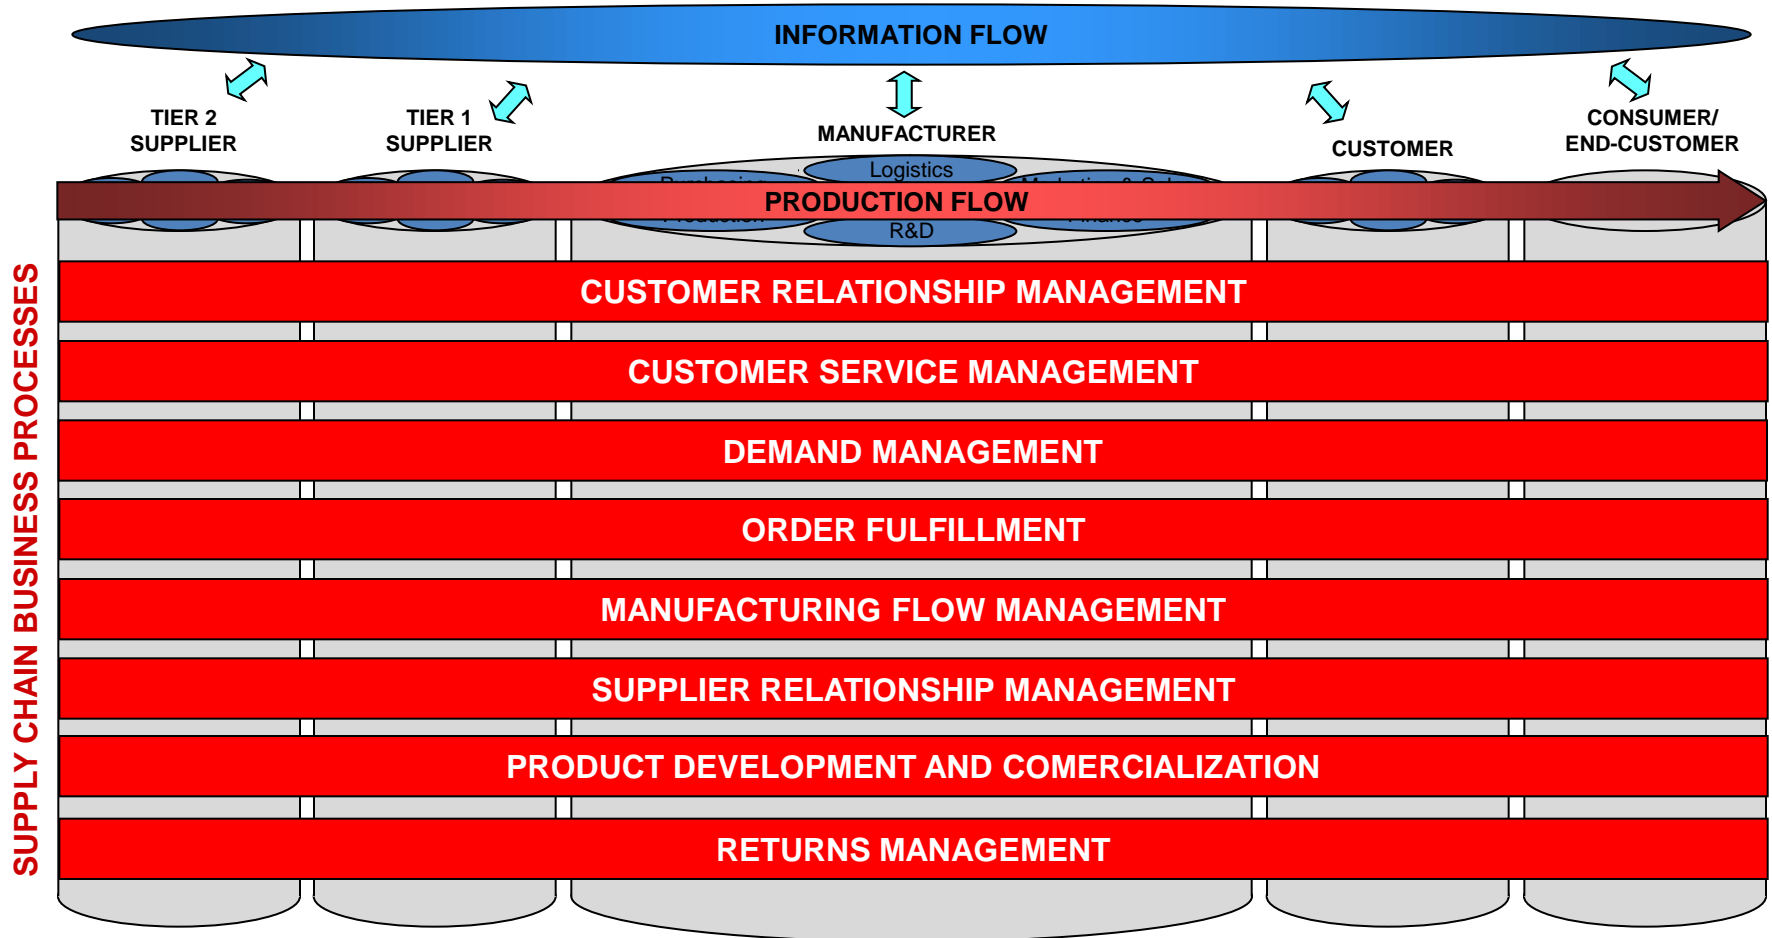 INFORMATION FLOW
TIER 2
SUPPLIER
TIER 1
SUPPLIER
MANUFACTURER
CUSTOMER
CONSUMER/
END-CUSTOMER
Logistics
PRODUCTION FLOW
R&D
SUPPLY CHAIN BUSINESS PROCESSES
CUSTOMER RELATIONSHIP MANAGEMENT
CUSTOMER SERVICE MANAGEMENT
DEMAND MANAGEMENT
ORDER FULFILLMENT
MANUFACTURING FLOW MANAGEMENT
SUPPLIER RELATIONSHIP MANAGEMENT
PRODUCT DEVELOPMENT AND COMERCIALIZATION
RETURNS MANAGEMENT